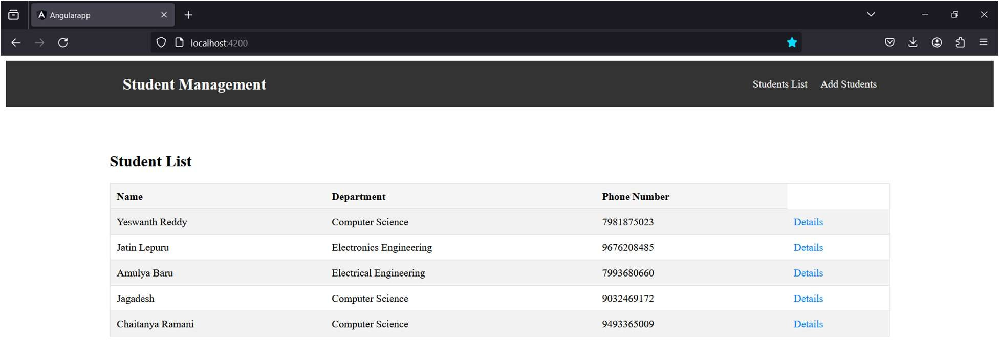 Angularapp
localhost:4200
Student Management Students List Add Students
Student List
Name Department Phone Number
Yeswanth Reddy Computer Science 7981875023 Details
Jatin Lepuru Electronics Engineering 9676208485 Details
Amulya Baru Electrical Engineering 7993680660 Details
Jagadesh Computer Science 9032469172 Details
Chaitanya Ramani Computer Science 9493365009 Details